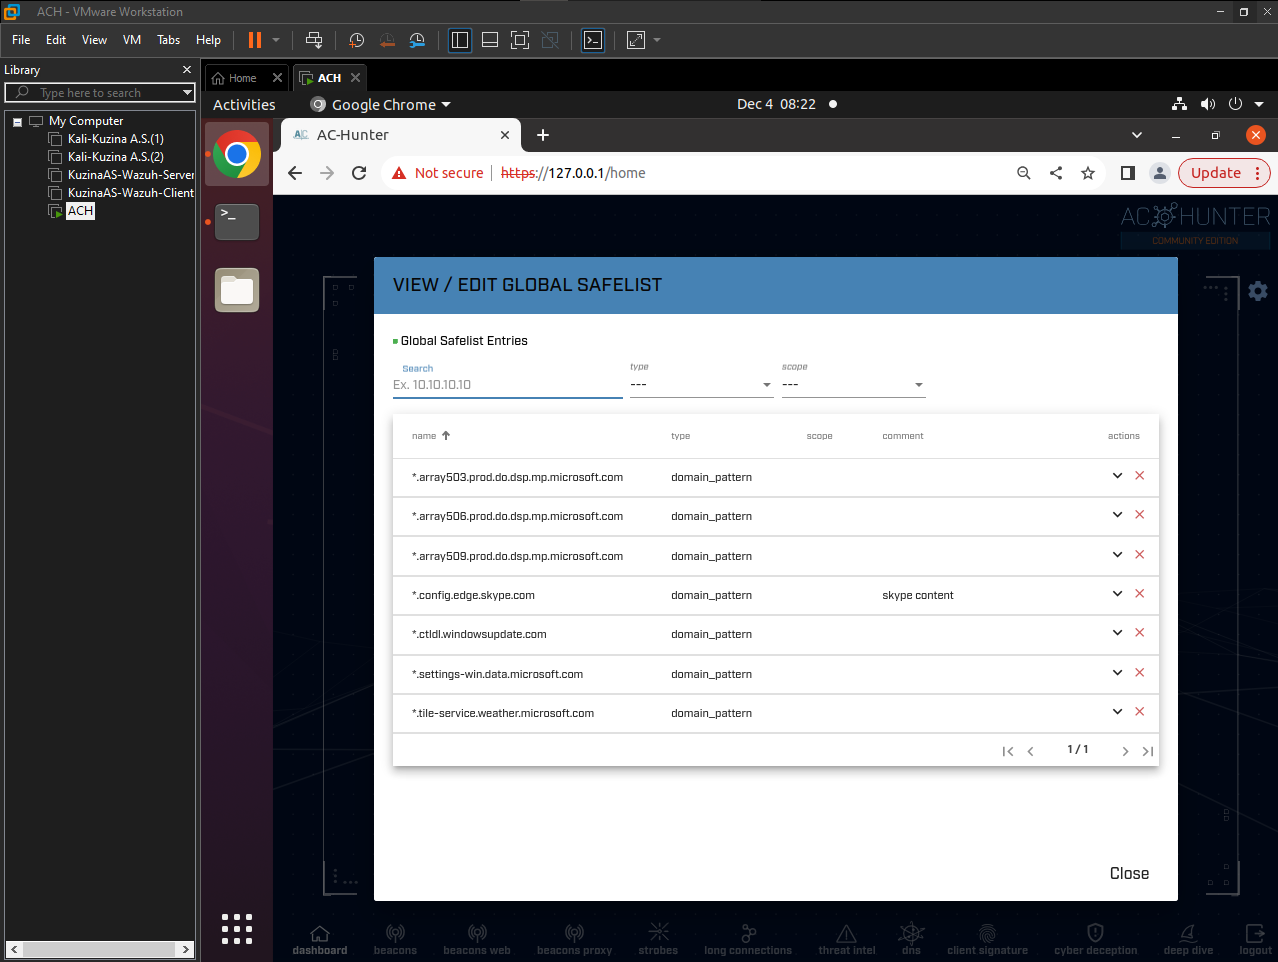 ACH - VMware Workstation
File Edit View VM Tabs Help
Library
Type here to search
My Computer
Kali-Kuzina A.S.(1)
Kali-Kuzina A.S.(2)
KuzinaAS-Wazuh-Server
KuzinaAS-Wazuh-Client
ACH
Home
ACH
Activities
Google Chrome
Dec 4 08:22
AC-Hunter
Not secure
https://127.0.0.1/home
Update
AC HUNTER
COMMUNITY EDITION
VIEW / EDIT GLOBAL SAFELIST
Global Safelist Entries
Search
Ex. 10.10.10.10
type
---
scope
---
name type scope comment actions
*.array503.prod.do.dsp.mp.microsoft.com domain_pattern
*.array506.prod.do.dsp.mp.microsoft.com domain_pattern
*.array509.prod.do.dsp.mp.microsoft.com domain_pattern
*.config.edge.skype.com domain_pattern skype content
*.ctldl.windowsupdate.com domain_pattern
*.settings-win.data.microsoft.com domain_pattern
*.tile-service.weather.microsoft.com domain_pattern
1 / 1
Close
dashboard beacons beacons web beacons proxy strobes long connections threat intel dns client signature cyber deception deep dive logout